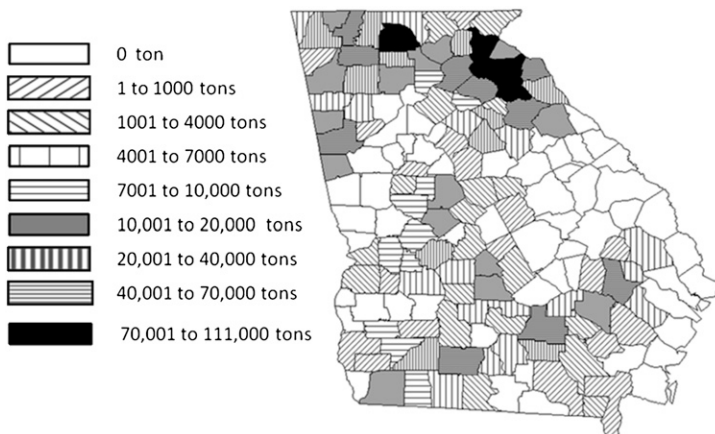 0 ton
1 to 1000 tons
1001 to 4000 tons
4001 to 7000 tons
7001 to 10,000 tons
10,001 to 20,000 tons
20,001 to 40,000 tons
40,001 to 70,000 tons
70,001 to 111,000 tons